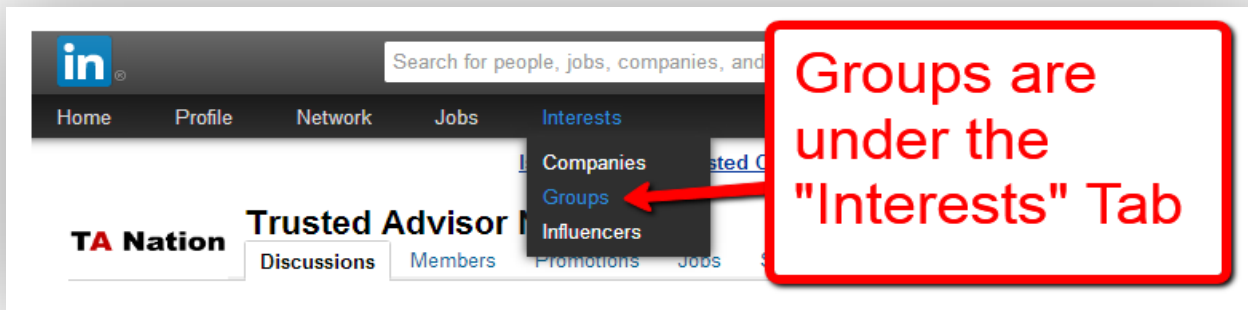 in ®
Search for people, jobs, companies, and
Home Profile Network Jobs Interests
Companies
Groups
Influencers
TA Nation
Trusted Advisor
Discussions Members Promotions Jobs
Groups are
under the
"Interests" Tab